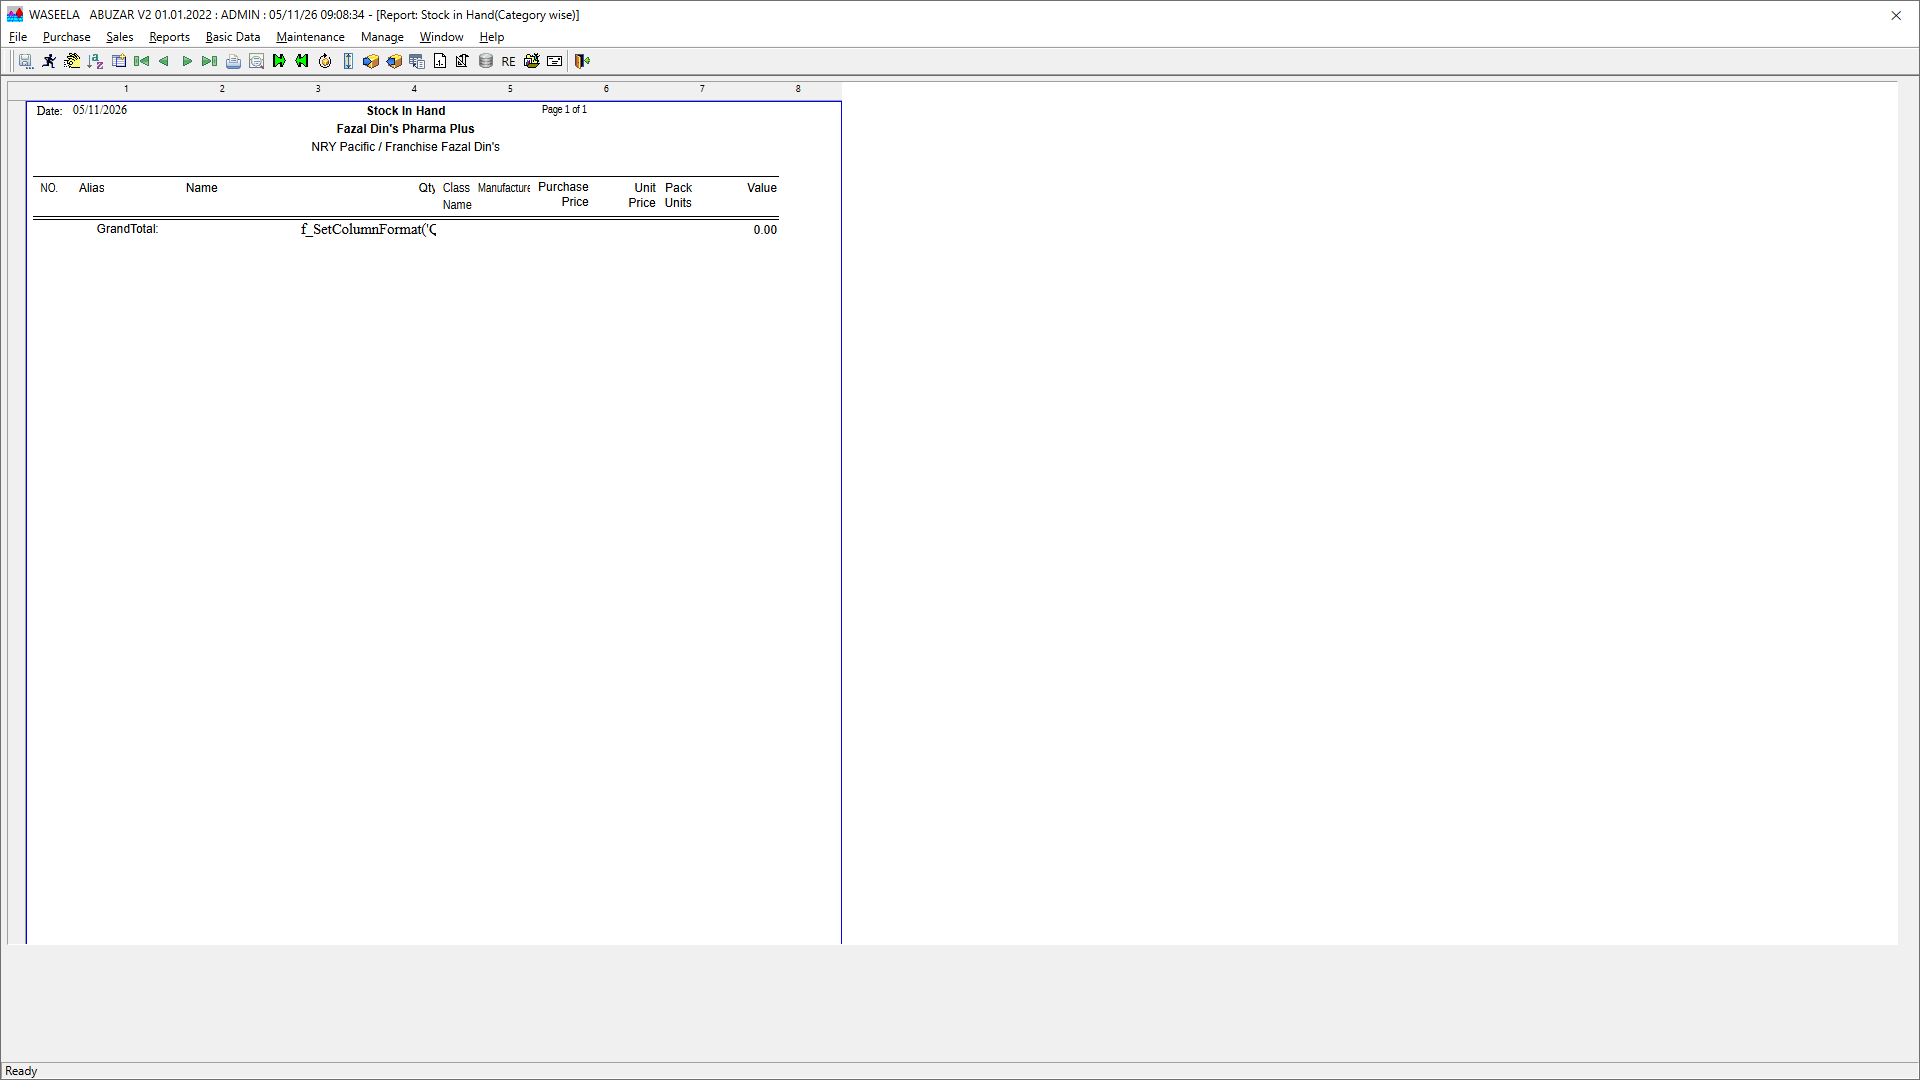 WASEELA ABUZAR V2 01.01.2022 : ADMIN : 05/11/26 09:08:34 - [Report: Stock in Hand(Category wise)]
File Purchase Sales Reports Basic Data Maintenance Manage Window Help
RE
1 2 3 4 5 6 7 8
Date: 05/11/2026 Stock In Hand Page 1 of 1
Fazal Din's Pharma Plus
NRY Pacific / Franchise Fazal Din's
NO. Alias Name Qty Class Manufacture Purchase Unit Pack Value
Name Price Price Units
GrandTotal: f_SetColumnFormat('Q 0.00
Ready